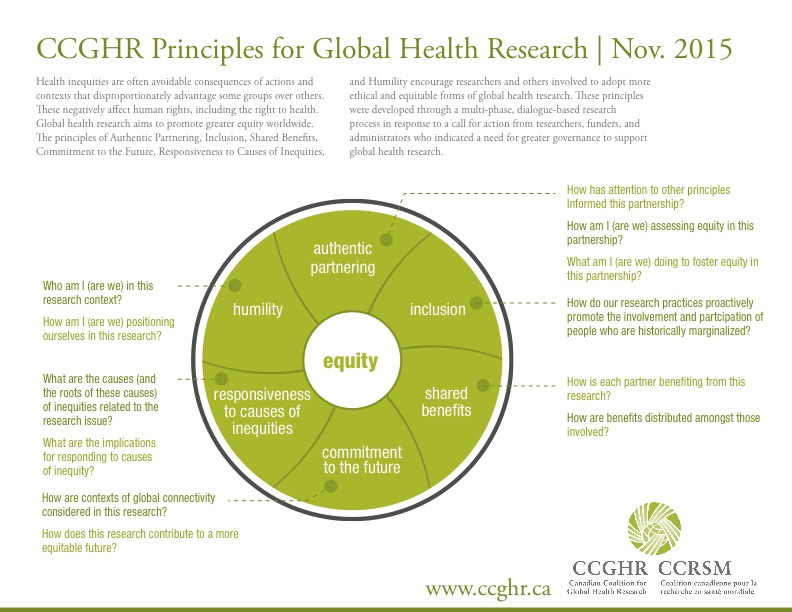 CCGHR Principles for Global Health Research | Nov. 2015
Health inequities are often avoidable consequences of actions and
contexts that disproportionately advantage some groups over others.
These negatively affect human rights, including the right to health.
Global health research aims to promote greater equity worldwide.
The principles of Authentic Partnering, Inclusion, Shared Benefits,
Commitment to the Future, Responsiveness to Causes of Inequities,
and Humility encourage researchers and others involved to adopt more
ethical and equitable forms of global health research. These principles
were developed through a multi-phase, dialogue-based research
process in response to a call for action from researchers, funders, and
administrators who indicated a need for greater governance to support
global health research.
authentic
partnering
How has attention to other principles
Informed this partnership?
How am I (are we) assessing equity in this
partnership?
What am I (are we) doing to foster equity in
this partnership?
inclusion
How do our research practices proactively
promote the involvement and partcipation of
people who are historically marginalized?
shared
benefits
How is each partner benefiting from this
research?
How are benefits distributed amongst those
involved?
commitment
to the future
How are contexts of global connectivity
considered in this research?
How does this research contribute to a more
equitable future?
responsiveness
to causes of
inequities
What are the causes (and
the roots of these causes)
of inequities related to the
research issue?
What are the implications
for responding to causes
of inequity?
humility
Who am I (are we) in this
research context?
How am I (are we) positioning
ourselves in this research?
equity
www.ccghr.ca
CCGHR CCRSM
Canadian Coalition for
Global Health Research
Coalition canadienne pour la
recherche en santé mondiale